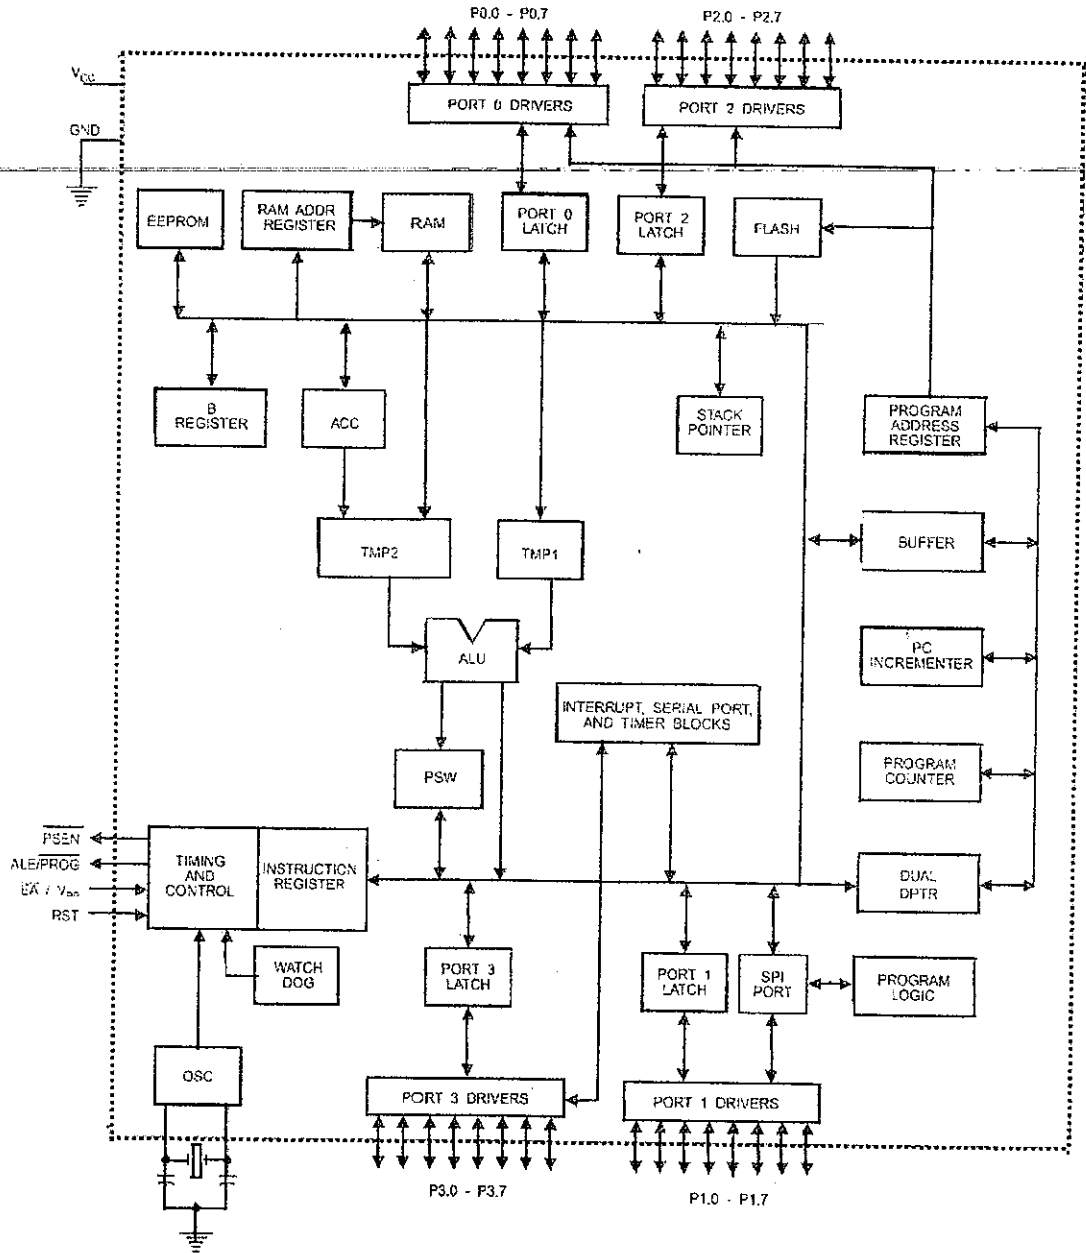 P0.0 - P0.7
P2.0 - P2.7
VCC
PORT 0 DRIVERS
PORT 2 DRIVERS
GND
EEPROM
RAM ADDR
REGISTER
RAM
PORT 0
LATCH
PORT 2
LATCH
FLASH
B
REGISTER
ACC
STACK
POINTER
PROGRAM
ADDRESS
REGISTER
TMP2
TMP1
BUFFER
ALU
PC
INCREMENTER
INTERRUPT, SERIAL PORT,
AND TIMER BLOCKS
PSW
PROGRAM
COUNTER
PSEN
ALE/PROG
EA / VPP
RST
TIMING
AND
CONTROL
INSTRUCTION
REGISTER
DUAL
DPTR
WATCH
DOG
PORT 3
LATCH
PORT 1
LATCH
SPI
PORT
PROGRAM
LOGIC
OSC
PORT 3 DRIVERS
PORT 1 DRIVERS
P3.0 - P3.7
P1.0 - P1.7